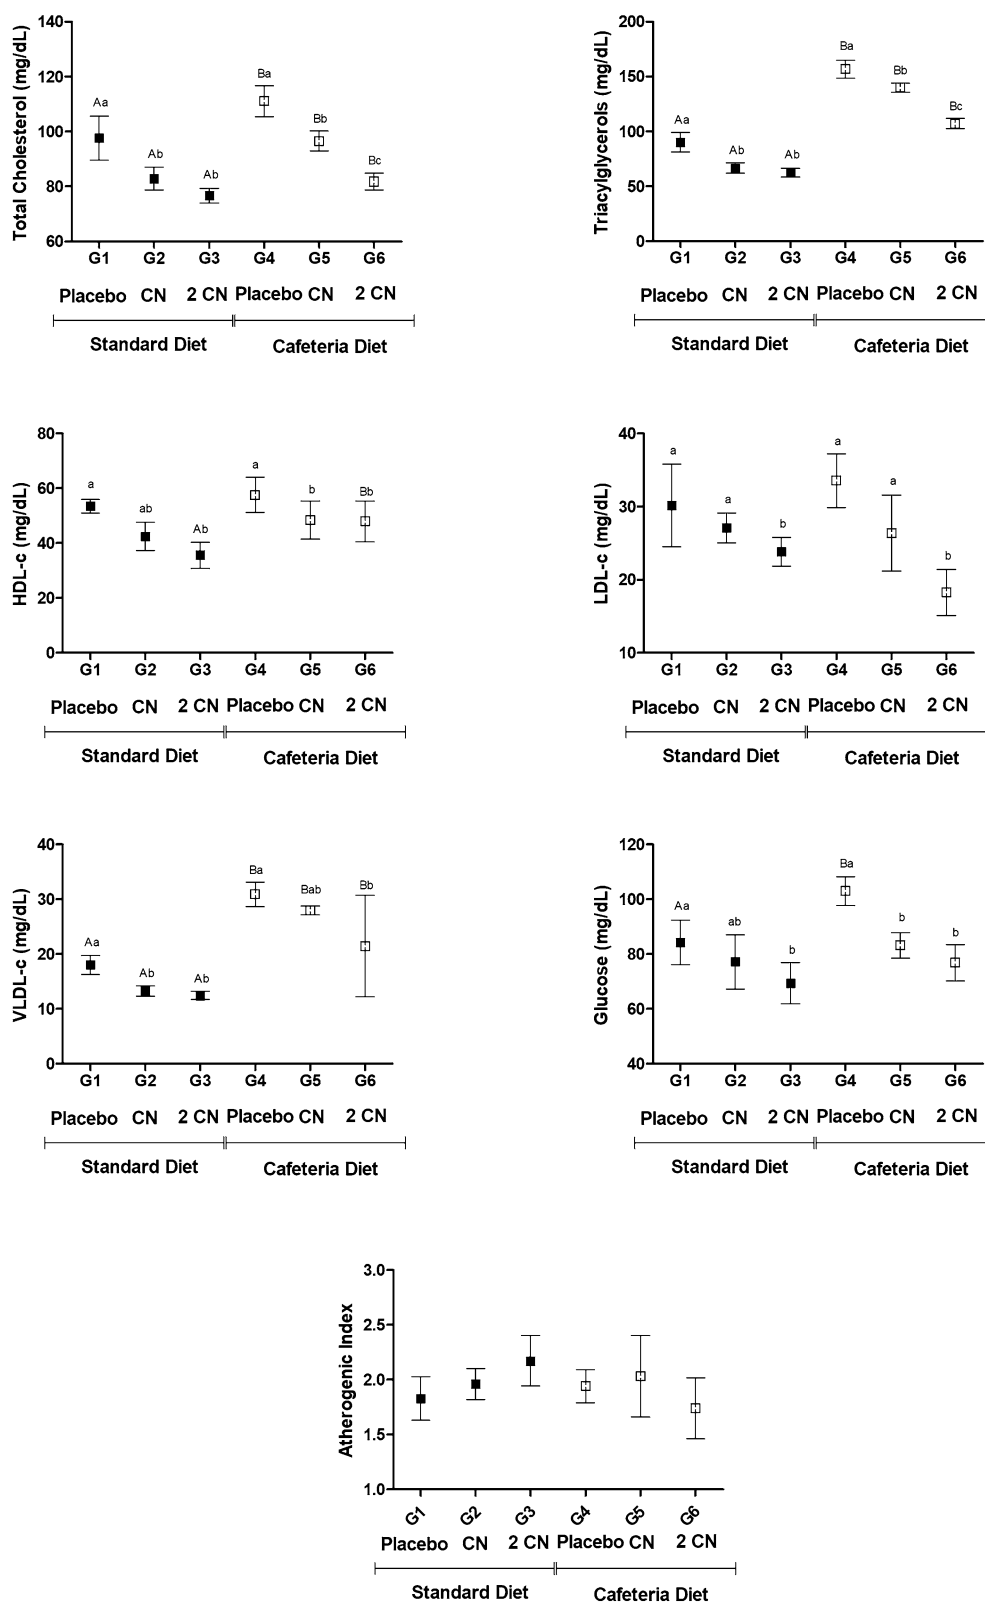 Total Cholesterol (mg/dL)
140
120
100
80
60
Aa
Ab
Ab
Ba
Bb
Bc
G1 G2 G3 G4 G5 G6
Placebo CN 2 CN Placebo CN 2 CN
Standard Diet Cafeteria Diet
Triacylglycerols (mg/dL)
200
150
100
50
0
Aa
Ab
Ab
Ba
Bb
Bc
G1 G2 G3 G4 G5 G6
Placebo CN 2 CN Placebo CN 2 CN
Standard Diet Cafeteria Diet
HDL-c (mg/dL)
80
60
40
20
0
a
ab
Ab
a
b
Bb
G1 G2 G3 G4 G5 G6
Placebo CN 2 CN Placebo CN 2 CN
Standard Diet Cafeteria Diet
LDL-c (mg/dL)
40
30
20
10
a
a
b
a
a
b
G1 G2 G3 G4 G5 G6
Placebo CN 2 CN Placebo CN 2 CN
Standard Diet Cafeteria Diet
VLDL-c (mg/dL)
40
30
20
10
0
Aa
Ab
Ab
Ba
Bab
Bb
G1 G2 G3 G4 G5 G6
Placebo CN 2 CN Placebo CN 2 CN
Standard Diet Cafeteria Diet
Glucose (mg/dL)
120
100
80
60
40
Aa
ab
b
Ba
b
b
G1 G2 G3 G4 G5 G6
Placebo CN 2 CN Placebo CN 2 CN
Standard Diet Cafeteria Diet
Atherogenic Index
3.0
2.5
2.0
1.5
1.0
G1 G2 G3 G4 G5 G6
Placebo CN 2 CN Placebo CN 2 CN
Standard Diet Cafeteria Diet